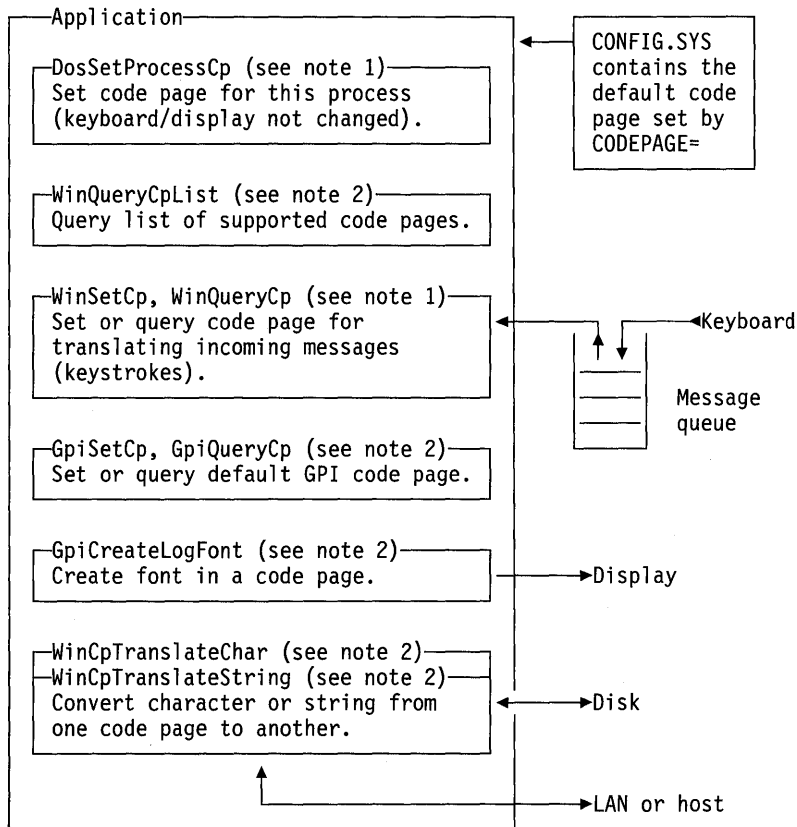 Application
DosSetProcessCp (see note 1)
Set code page for this process
(keyboard/display not changed).
CONFIG.SYS
contains the
default code
page set by
CODEPAGE=
WinQueryCpList (see note 2)
Query list of supported code pages.
WinSetCp, WinQueryCp (see note 1)
Set or query code page for
translating incoming messages
(keystrokes).
Keyboard
Message
queue
GpiSetCp, GpiQueryCp (see note 2)
Set or query default GPI code page.
GpiCreateLogFont (see note 2)
Create font in a code page.
Display
WinCpTranslateChar (see note 2)
WinCpTranslateString (see note 2)
Convert character or string from
one code page to another.
Disk
LAN or host